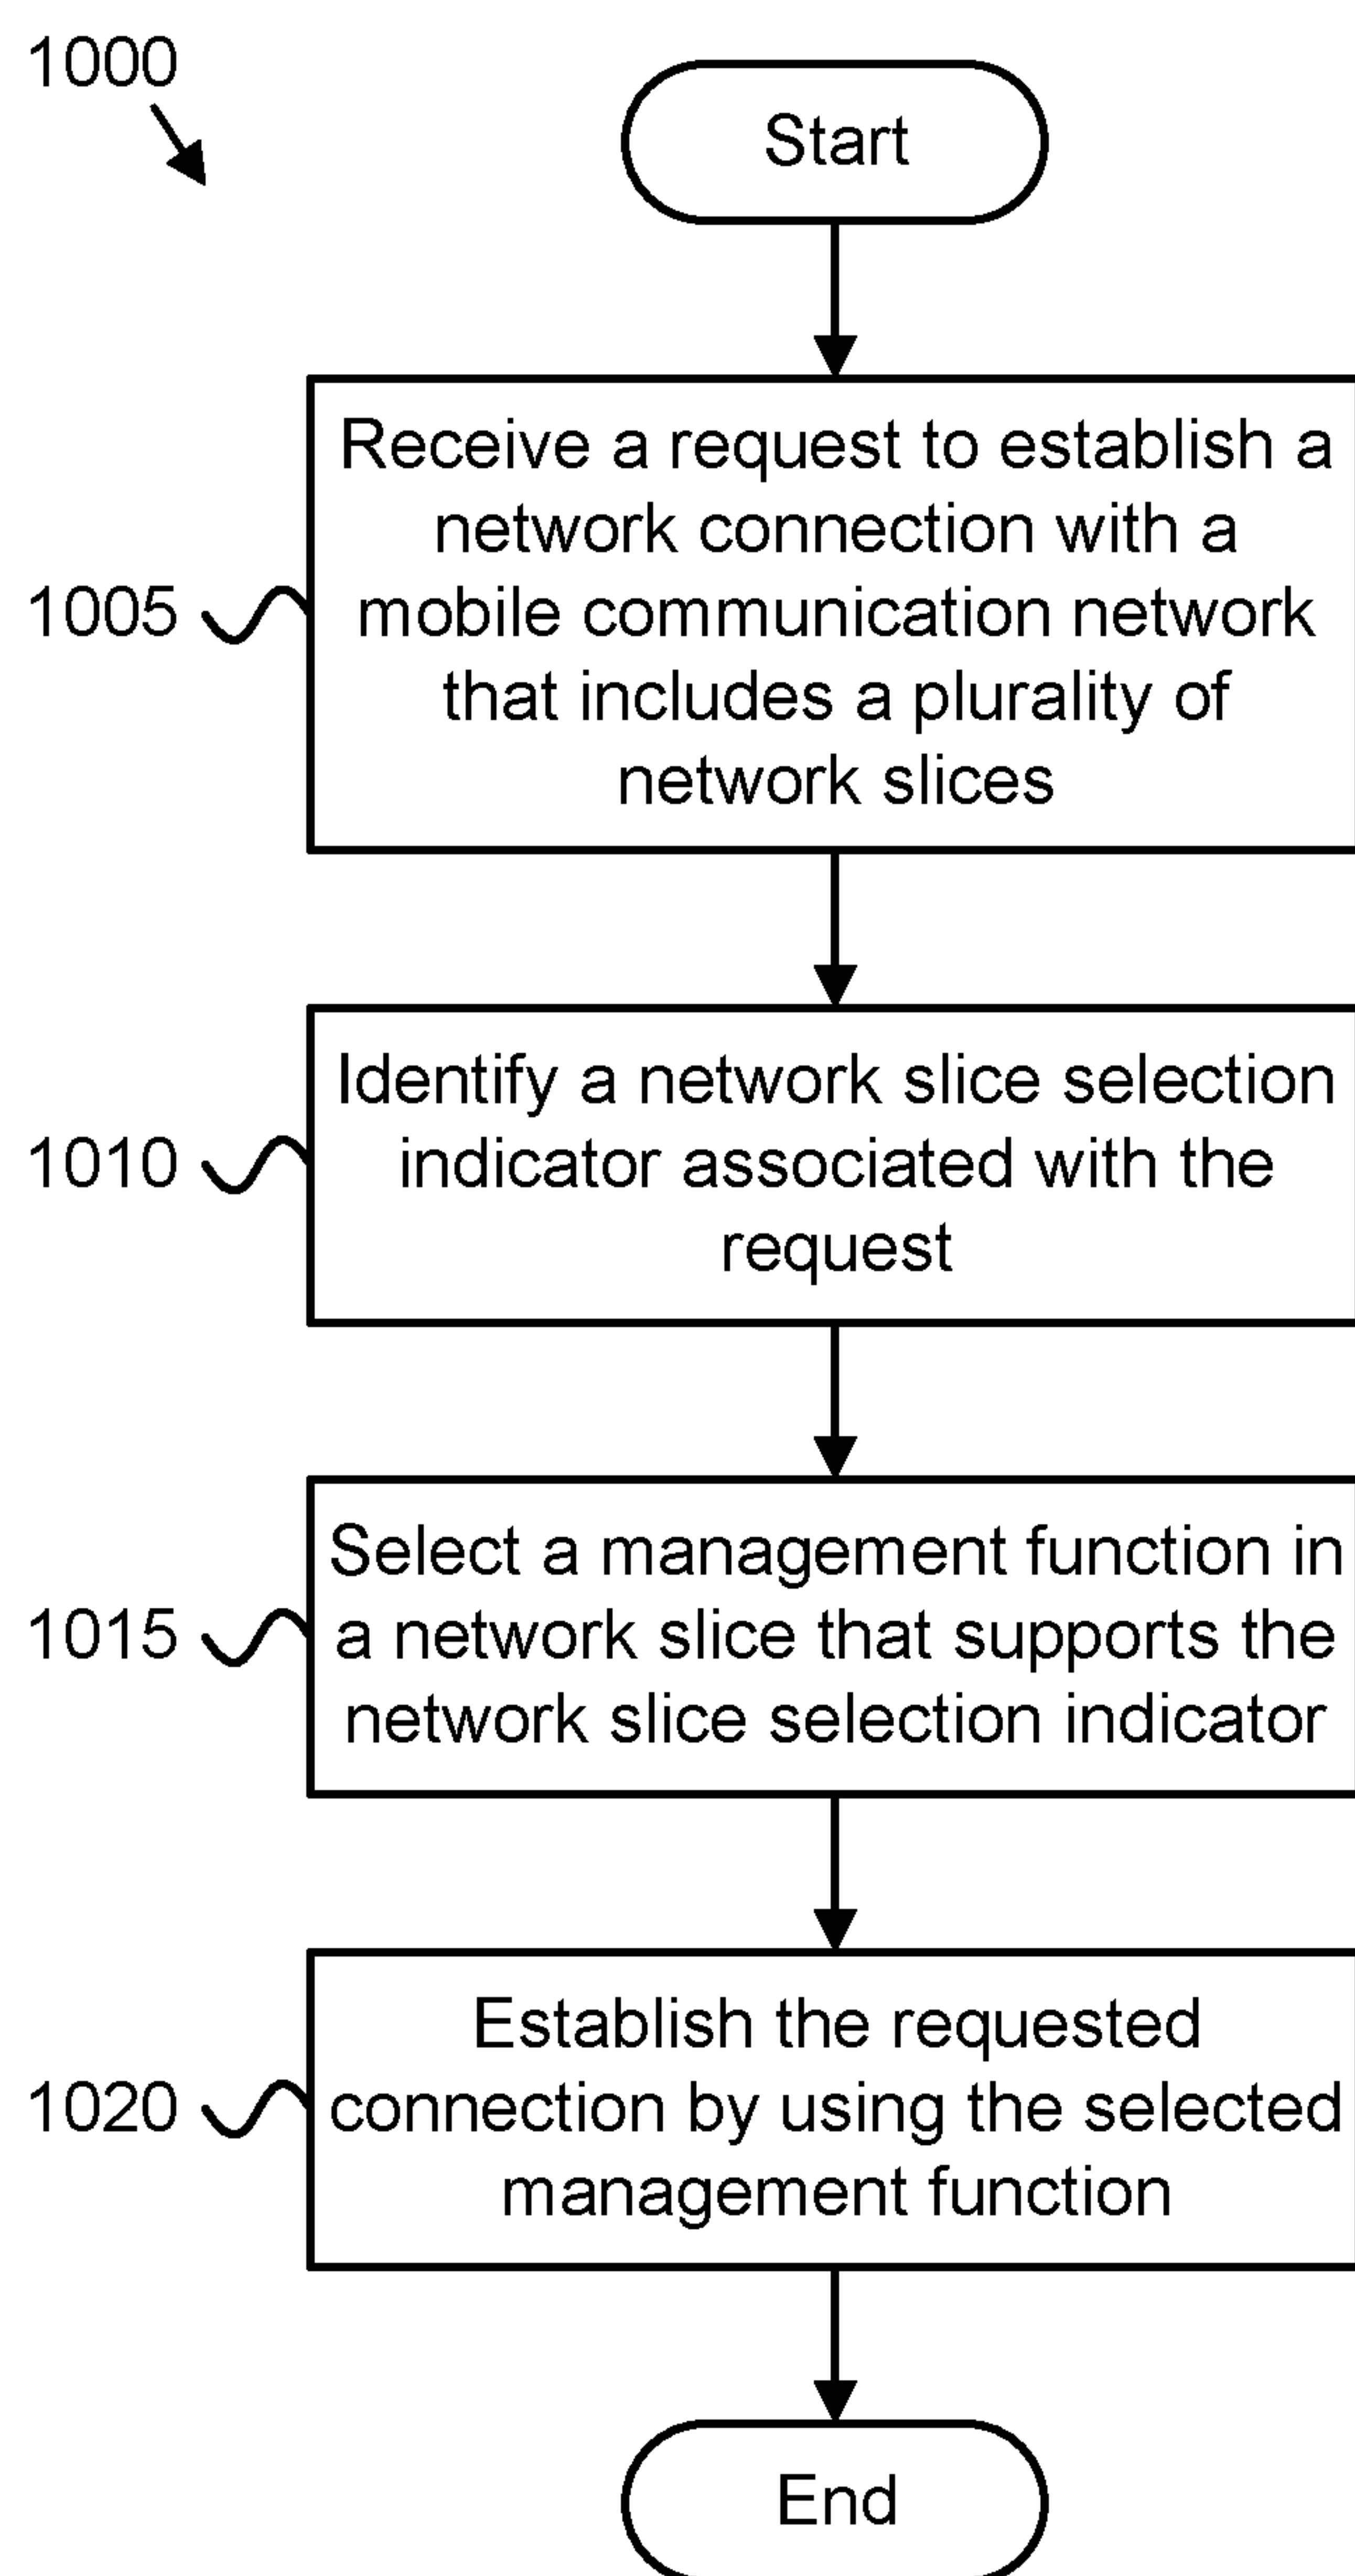 1000
Start
Receive a request to establish a
network connection with a
1005
mobile communication network
that includes a plurality of
network slices
Identify a network slice selection
1010
indicator associated with the
request
Select a management function in
1015
a network slice that supports the
network slice selection indicator
Establish the requested
1020
connection by using the selected
management function
End